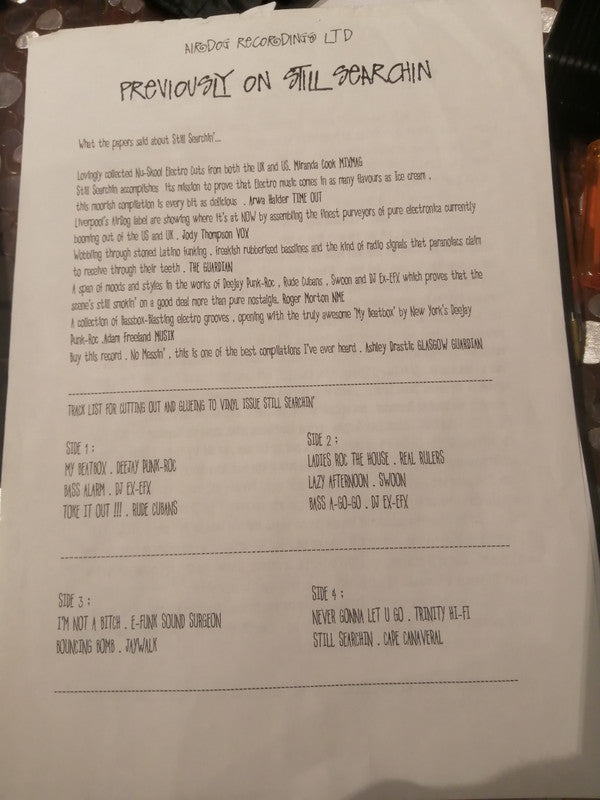 AIRDOG RECORDINGS LTD
PREVIOUSLY ON STILL SEARCHIN
What the papers said about Still Searchin'...
Lovingly collected Nu-Skool Electro Cuts from both the UK and US. Miranda Cook MIXMAG
Still Searchin accomplishes its mission to prove that Electro music comes in as many flavours as Ice cream .
this moorish compilation is every bit as delicious . Arwa Haider TIME OUT
Liverpool's AirDog label are showing where it's at NOW by assembling the finest purveyors of pure electronica currently
booming out of the US and UK . Jody Thompson VOX
Wobbling through stoned Latino funking , freakish rubberised basslines and the kind of radio signals that paranoiacs claim
to receive through their teeth . THE GUARDIAN
A span of moods and styles in the works of Deejay Punk-Roc , Rude Cubans , Swoon and DJ Ex-EFX which proves that the
scene's still smokin' on a good deal more than pure nostalgia. Roger Morton NME
A collection of Bassbox-Blasting electro grooves , opening with the truly awesome 'My Beatbox' by New York's Deejay
Punk-Roc .Adam Freeland MUSIK
Buy this record . No Messin' , this is one of the best compilations I've ever heard . Ashley Drastic GLASGOW GUARDIAN
TRACK LIST FOR CUTTING OUT AND GLUEING TO VINYL ISSUE STILL SEARCHIN'
SIDE 1 :
MY BEATBOX . DEEJAY PUNK-ROC
BASS ALARM . DJ EX-EFX
TOKE IT OUT !!! . RUDE CUBANS
SIDE 2 :
LADIES ROC THE HOUSE . REAL RULERS
LAZY AFTERNOON . SWOON
BASS A-GO-GO . DJ EX-EFX
SIDE 3 :
I'M NOT A BITCH . E-FUNK SOUND SURGEON
BOUNCING BOMB . JAYWALK
SIDE 4 :
NEVER GONNA LET U GO . TRINITY HI-FI
STILL SEARCHIN . CAPE CANAVERAL